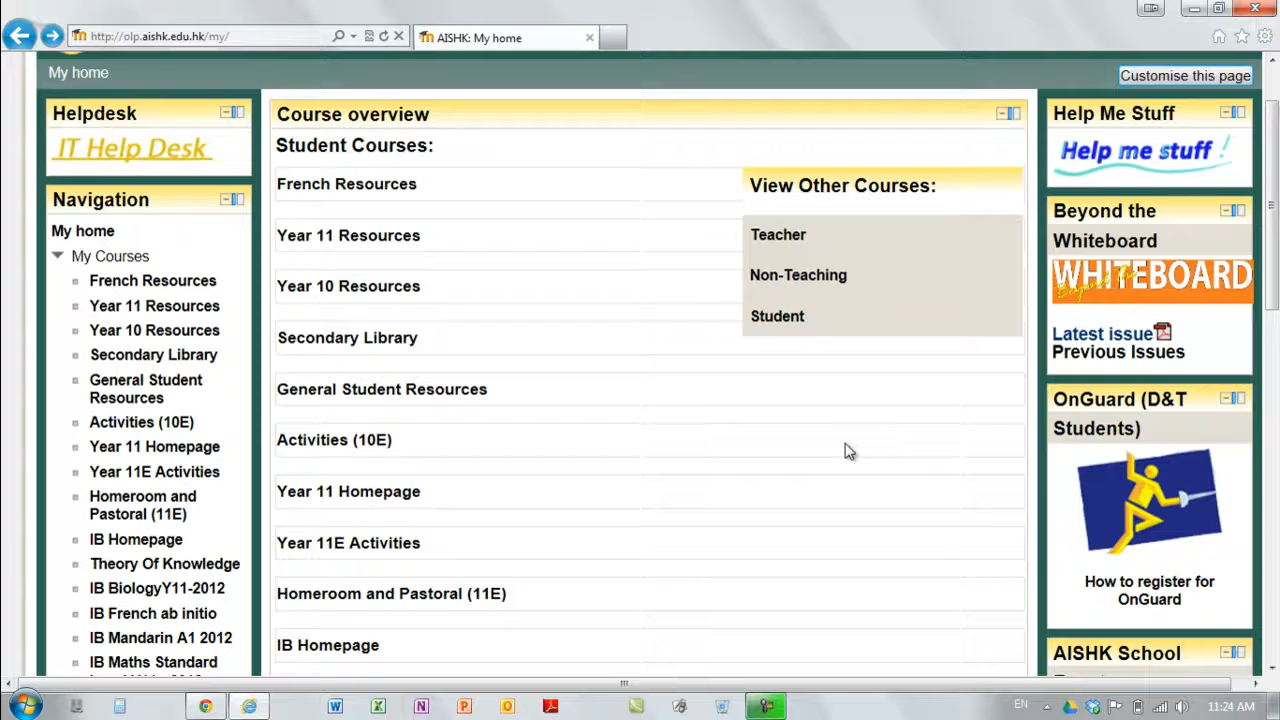 http://olp.aishk.edu.hk/my/
AISHK: My home
My home
Customise this page
Helpdesk
IT Help Desk
Navigation
My home
My Courses
French Resources
Year 11 Resources
Year 10 Resources
Secondary Library
General Student
Resources
Activities (10E)
Year 11 Homepage
Year 11E Activities
Homeroom and
Pastoral (11E)
IB Homepage
Theory Of Knowledge
IB BiologyY11-2012
IB French ab initio
IB Mandarin A1 2012
IB Maths Standard
Course overview
Student Courses:
French Resources
Year 11 Resources
Year 10 Resources
Secondary Library
General Student Resources
Activities (10E)
Year 11 Homepage
Year 11E Activities
Homeroom and Pastoral (11E)
IB Homepage
View Other Courses:
Teacher
Non-Teaching
Student
Help Me Stuff
Help me stuff !
Beyond the
Whiteboard
WHITEBOARD
Beyond the
Latest issue
Previous Issues
OnGuard (D&T
Students)
How to register for
OnGuard
AISHK School
EN
11:24 AM